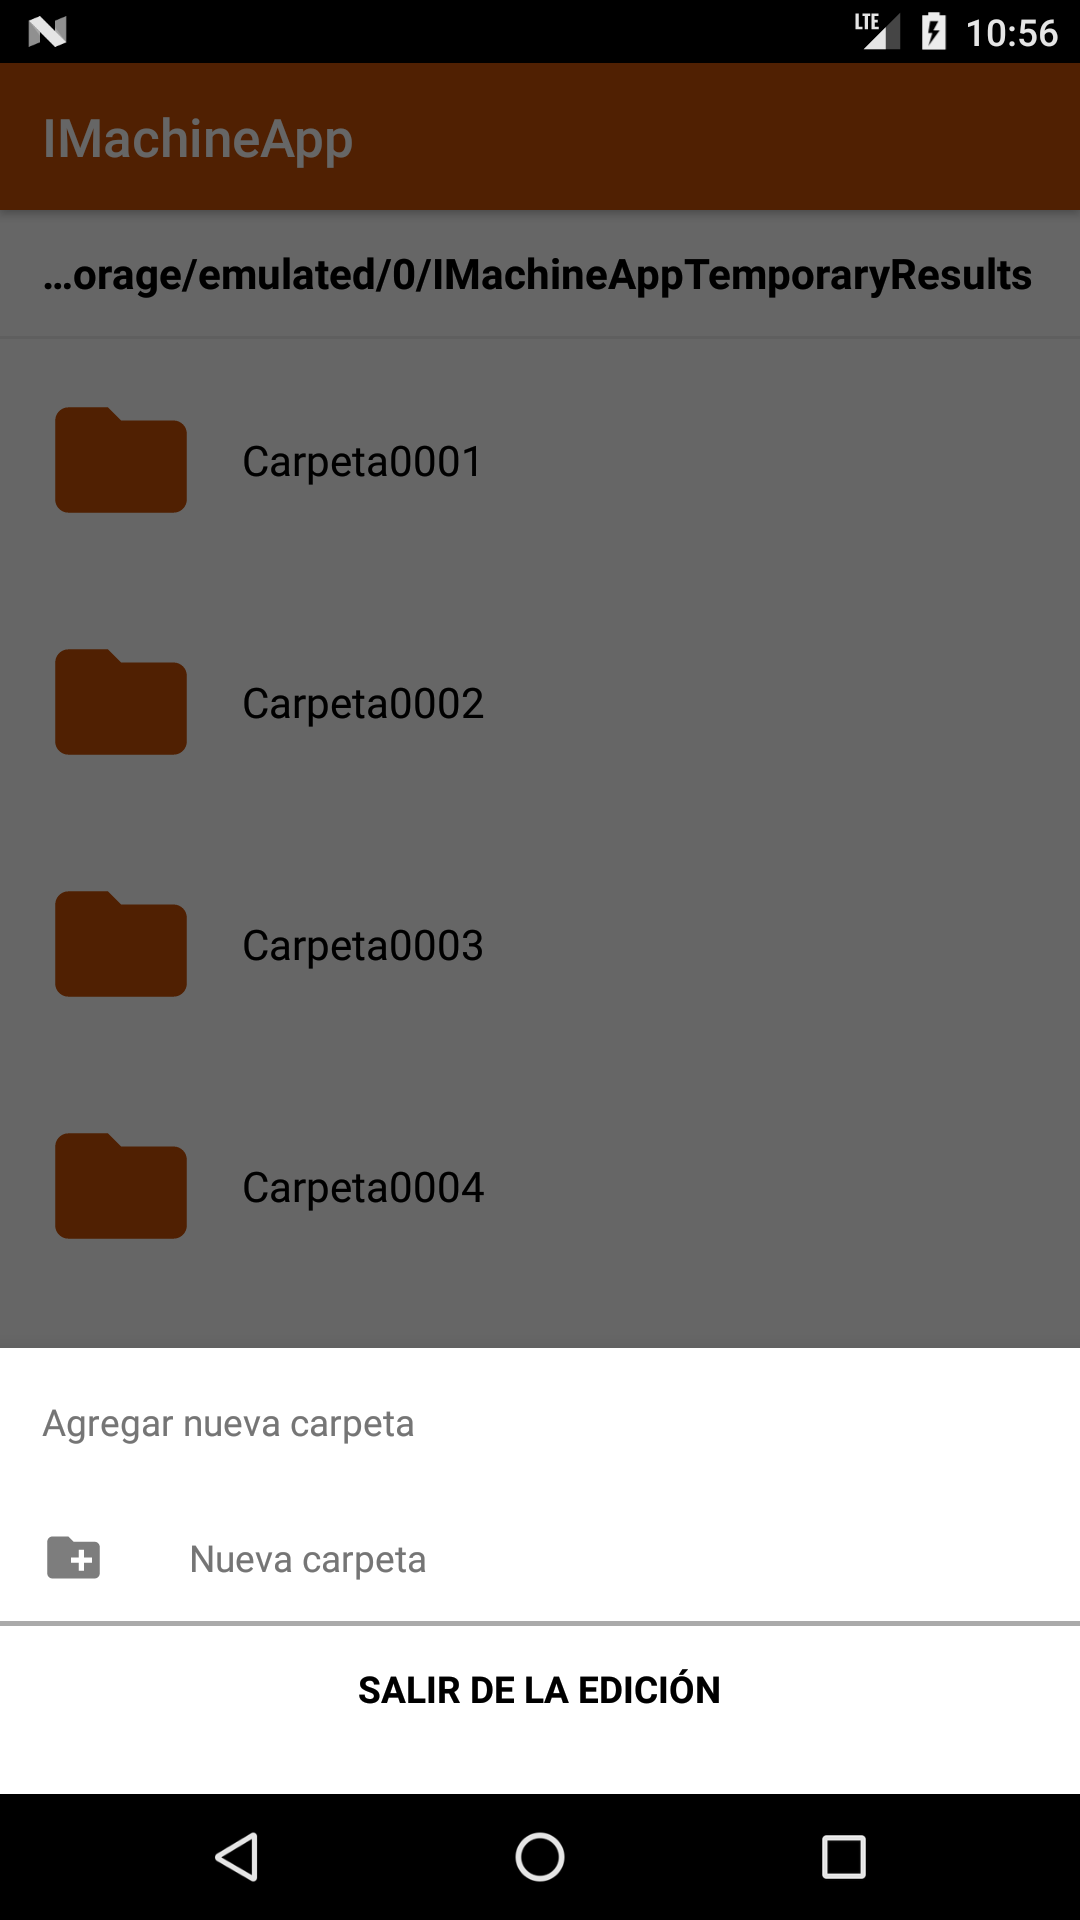 LTE 10:56
IMachineApp
...orage/emulated/0/IMachineAppTemporaryResults
Carpeta0001
Carpeta0002
Carpeta0003
Carpeta0004
Agregar nueva carpeta
Nueva carpeta
SALIR DE LA EDICIÓN